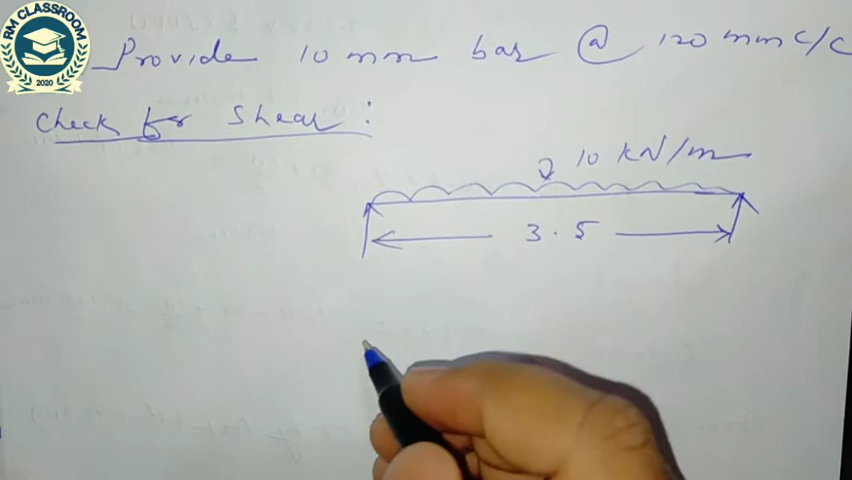 RM CLASSROOM
2020
Provide 10 mm bar @ 120 mm c/c
Check for Shear :
10 kN/m
3.5